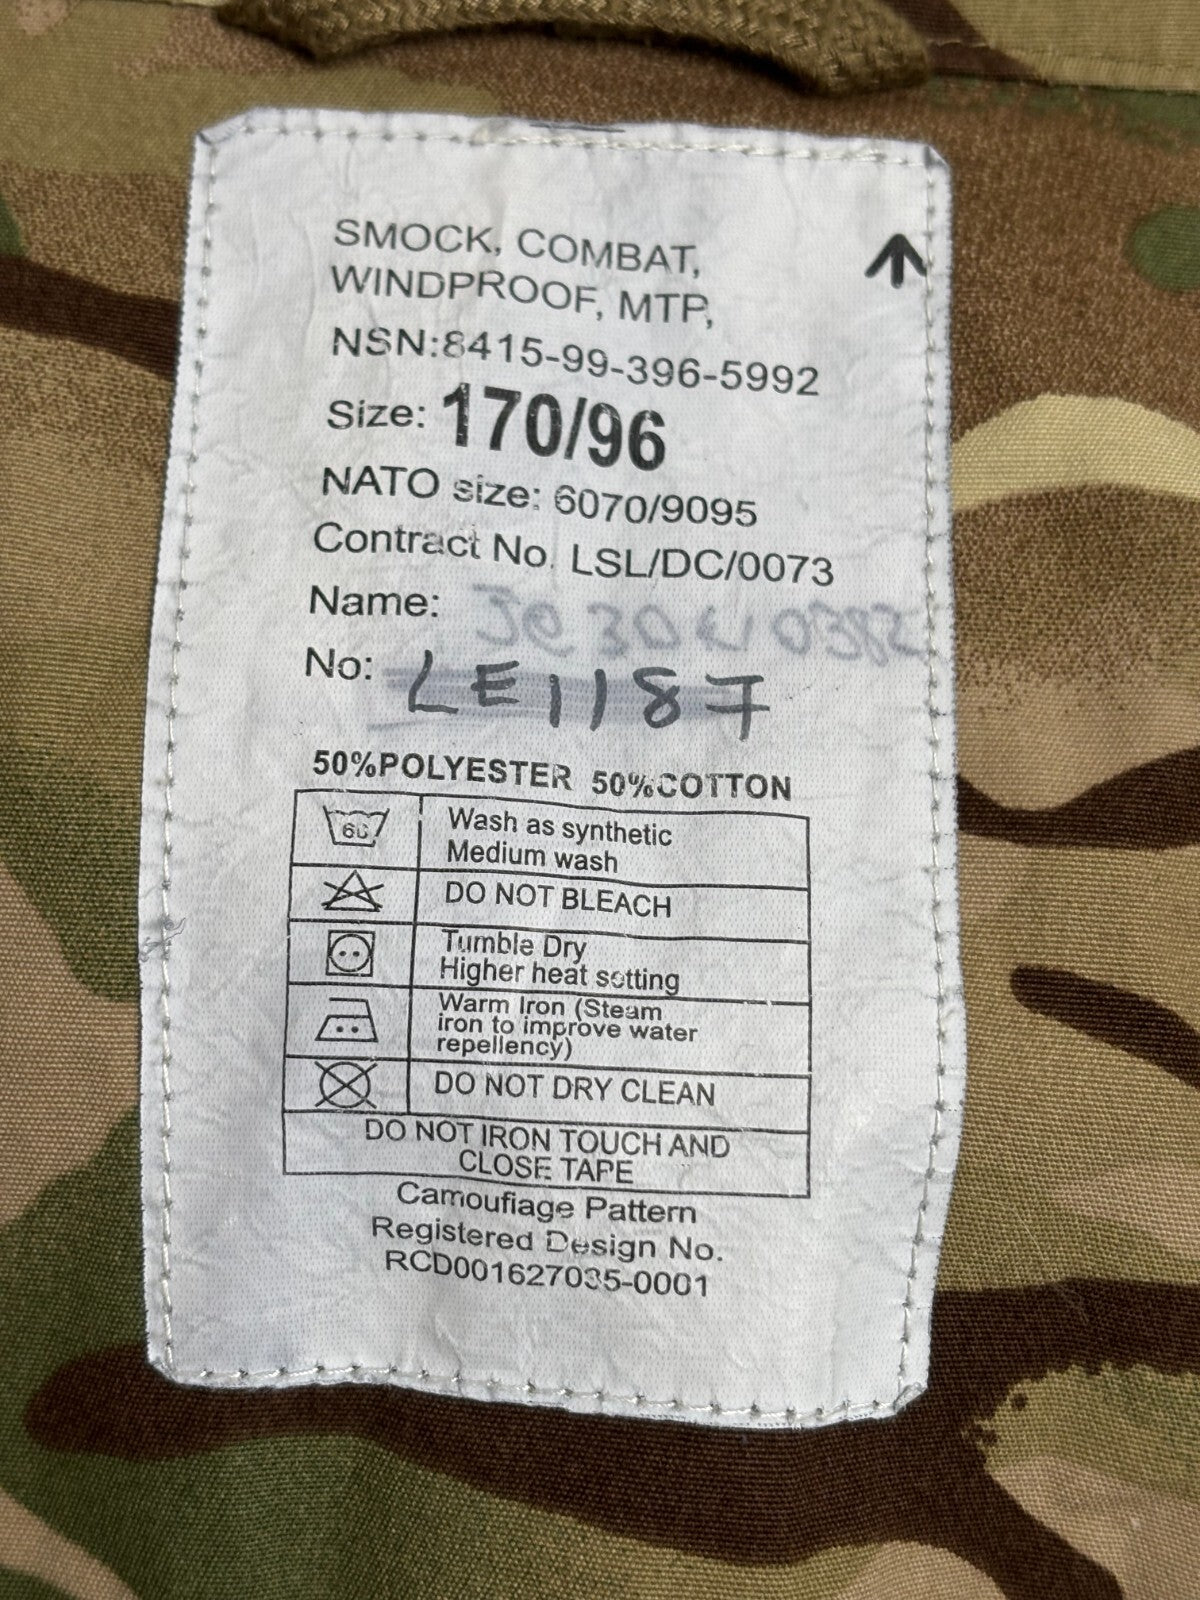 SMOCK, COMBAT,
WINDPROOF, MTP,
NSN:8415-99-396-5992
Size: 170/96
NATO size: 6070/9095
Contract No. LSL/DC/0073
Name:
No: LE1187
50%POLYESTER 50%COTTON
60 Wash as synthetic
Medium wash
DO NOT BLEACH
Tumble Dry
Higher heat setting
Warm Iron (Steam
iron to improve water
repellency)
DO NOT DRY CLEAN
DO NOT IRON TOUCH AND
CLOSE TAPE
Camouflage Pattern
Registered Design No.
RCD001627035-0001